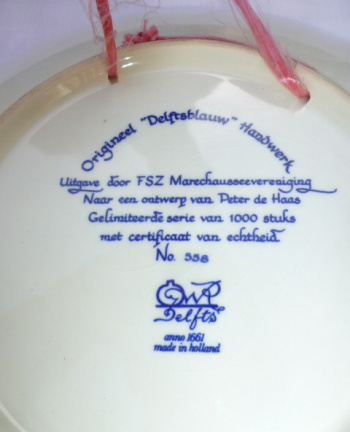 Origineel "Delftsblauw" Handwerk
Uitgave door FSZ Marechausseevereniging
Naar een ontwerp van Peter de Haas
Gelimiteerde serie van 1000 stuks
met certificaat van echtheid
No. 558
Delfts
anno 1661
made in holland